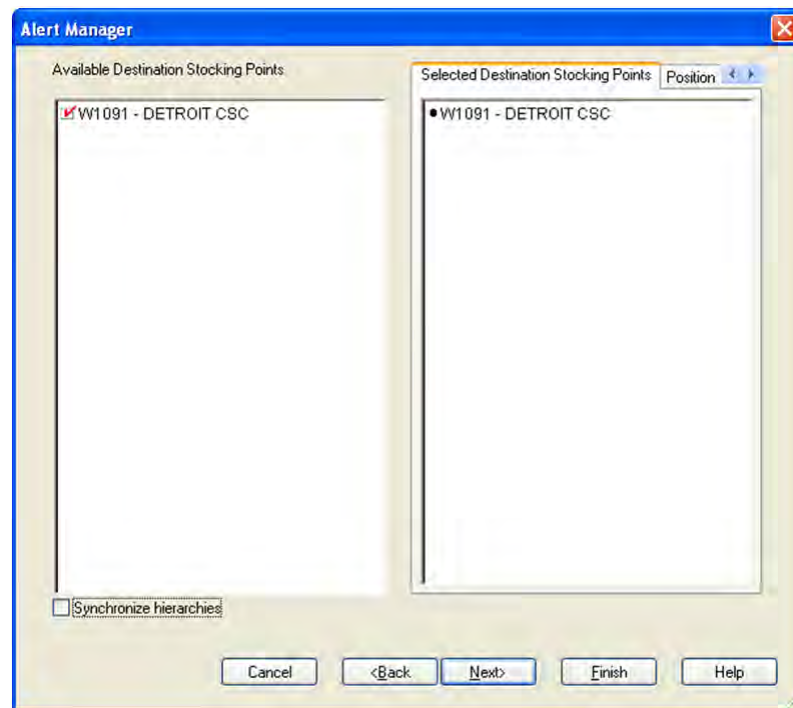 Alert Manager
Available Destination Stocking Points
Selected Destination Stocking Points
Position
W1091 - DETROIT CSC
W1091 - DETROIT CSC
Synchronize hierarchies
Cancel
<Back
Next>
Finish
Help